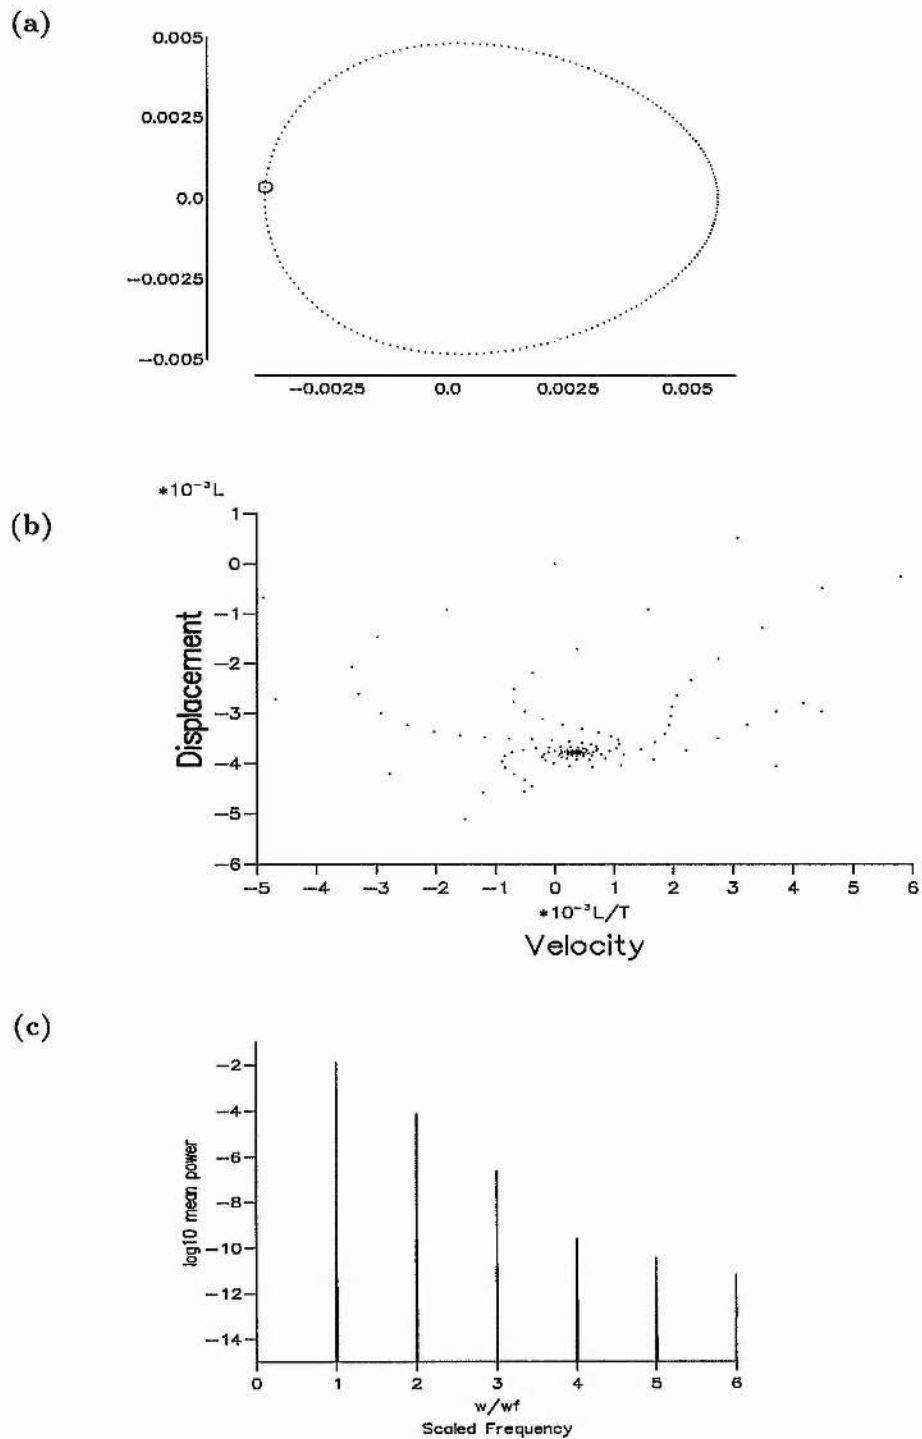 (a)
0.005
0.0025
0.0
−0.0025
−0.005
−0.0025 0.0 0.0025 0.005
(b)
*10⁻³L
1
0
−1
−2
−3
−4
−5
−6
Displacement
−5 −4 −3 −2 −1 0 1 2 3 4 5 6
*10⁻³L/T
Velocity
(c)
−2
−4
−6
−8
−10
−12
−14
log10 mean power
0 1 2 3 4 5 6
w/wf
Scaled Frequency